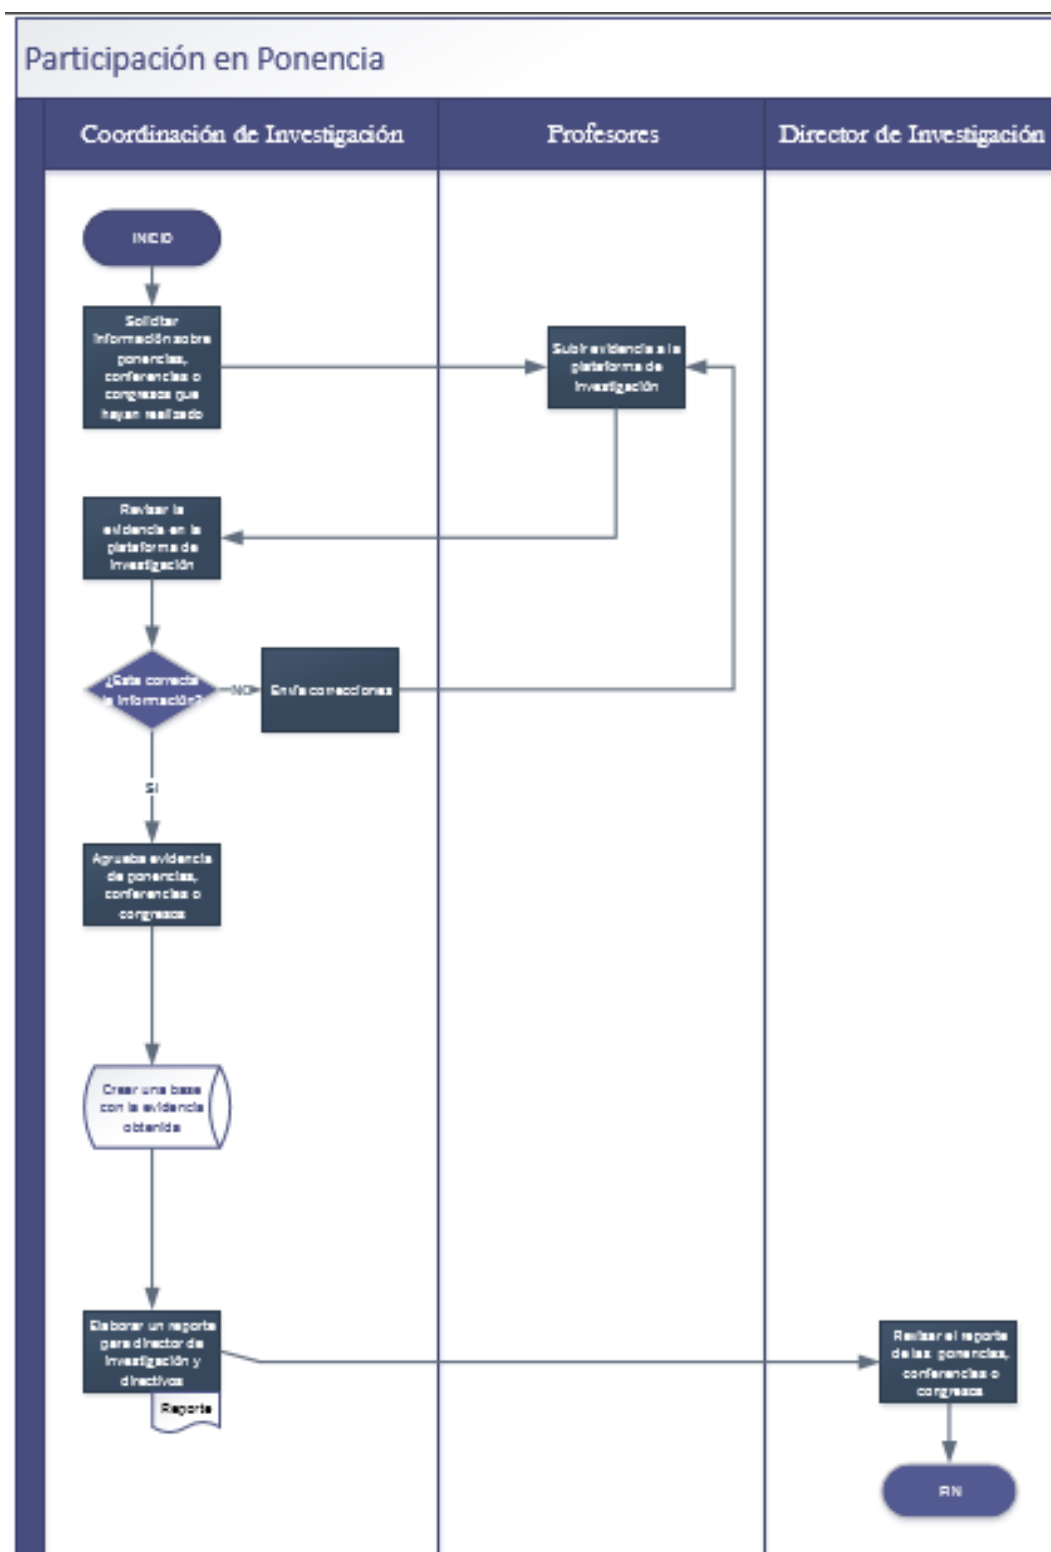 Participación en Ponencia
Coordinación de Investigación
Profesores
Director de Investigación
INICIO
Solicitar
información sobre
ponencias,
conferencias o
congresos que
hayan realizado
Subir evidencia a la
plataforma de
investigación
Revisar la
evidencia en la
plataforma de
investigación
¿Esta correcta
la información?
NO
Envía correcciones
SI
Aprueba evidencia
de ponencias,
conferencias o
congresos
Crear una base
con la evidencia
obtenida
Elaborar un reporte
para director de
investigación y
directivos
Reporte
Revisar el reporte
de las ponencias,
conferencias o
congresos
FIN